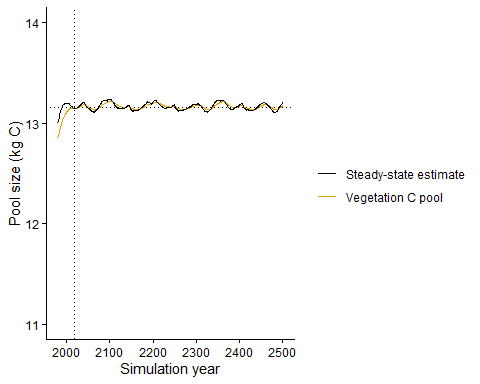 Pool size (kg C)
14
13
12
11
2000 2100 2200 2300 2400 2500
Simulation year
Steady-state estimate
Vegetation C pool